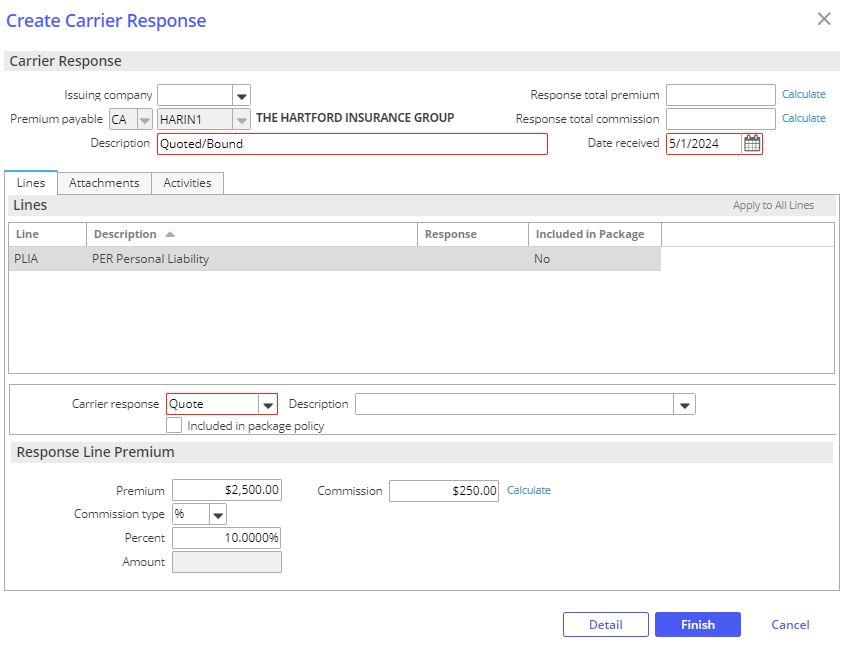 Create Carrier Response
Carrier Response
Issuing company
Response total premium Calculate
Premium payable CA HARIN1 THE HARTFORD INSURANCE GROUP
Response total commission Calculate
Description Quoted/Bound
Date received 5/1/2024
Lines Attachments Activities
Lines Apply to All Lines
Line Description Response Included in Package
PLIA PER Personal Liability No
Carrier response Quote Description
Included in package policy
Response Line Premium
Premium $2,500.00 Commission $250.00 Calculate
Commission type %
Percent 10.0000%
Amount
Detail Finish Cancel